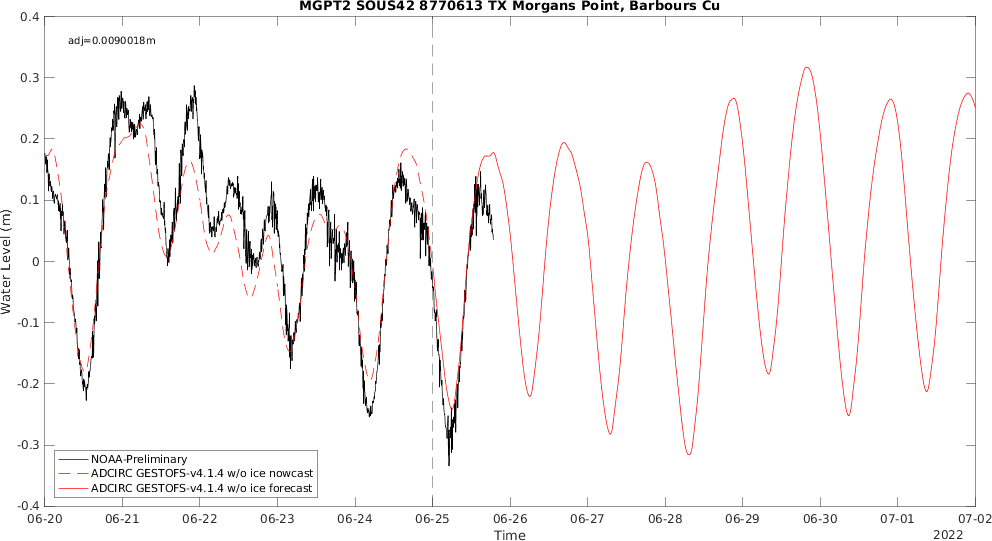 MGPT2 SOUS42 8770613 TX Morgans Point, Barbours Cu
adj=0.0090018m
0.4
0.3
0.2
0.1
0
-0.1
-0.2
-0.3
-0.4
Water Level (m)
NOAA-Preliminary
ADCIRC GESTOFS-v4.1.4 w/o ice nowcast
ADCIRC GESTOFS-v4.1.4 w/o ice forecast
06-20 06-21 06-22 06-23 06-24 06-25 06-26 06-27 06-28 06-29 06-30 07-01 07-02
Time
2022